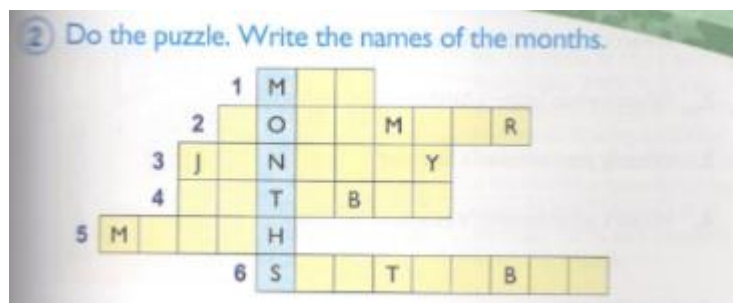 2 Do the puzzle. Write the names of the months.
1 M
2 O M R
3 J N Y
4 T B
5 M H
6 S T B